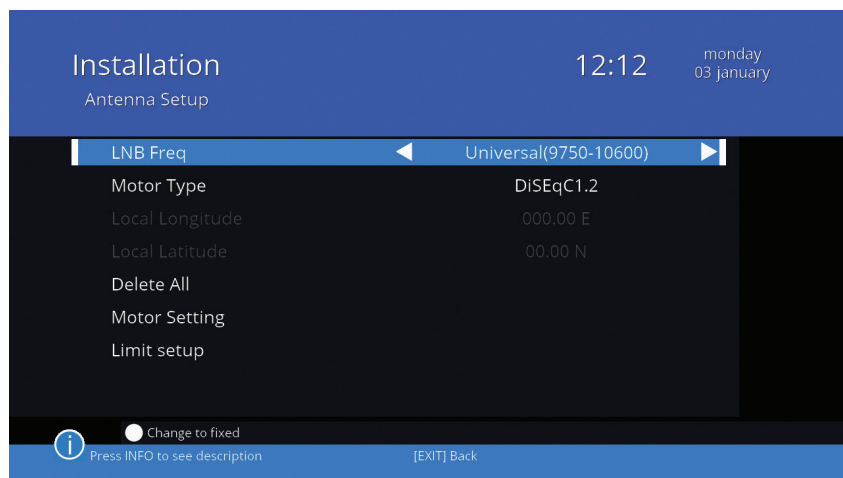 Installation
12:12
monday
03 january
Antenna Setup
LNB Freq
Universal(9750-10600)
Motor Type
DiSEqC1.2
Local Longitude
000.00 E
Local Latitude
00.00 N
Delete All
Motor Setting
Limit setup
Change to fixed
i
Press INFO to see description
[EXIT] Back